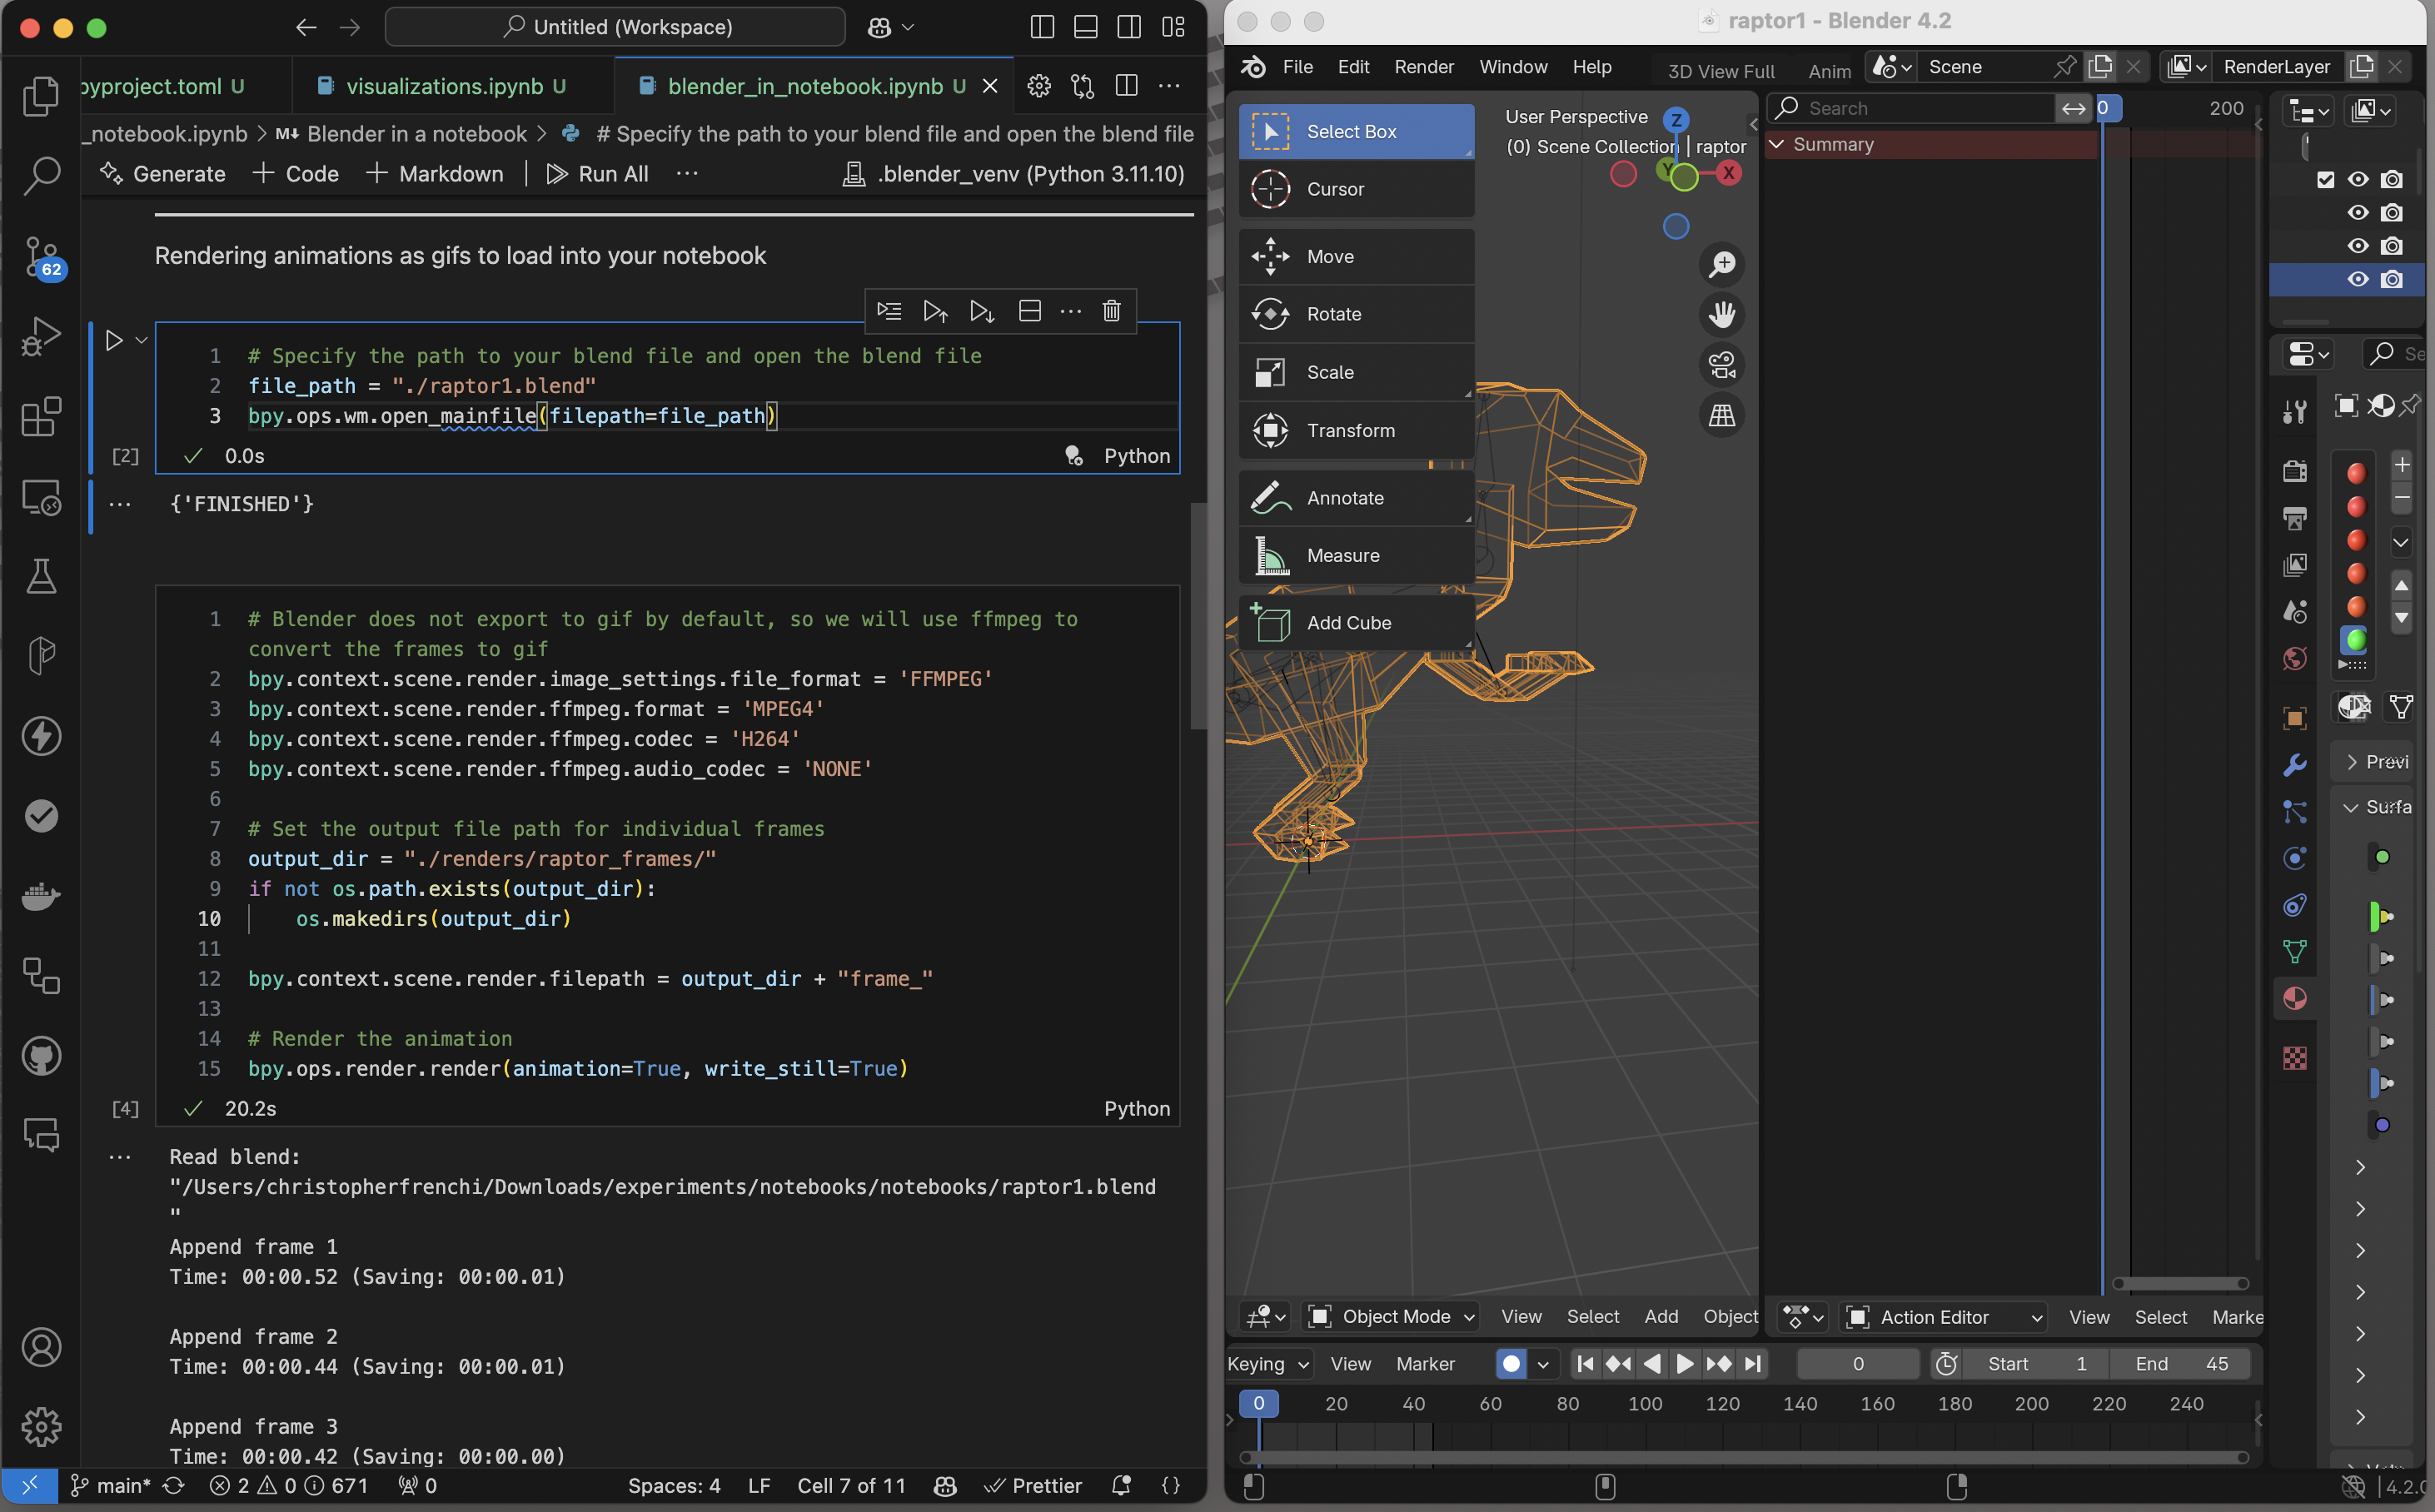 Untitled (Workspace)
pyproject.toml U
visualizations.ipynb U
blender_in_notebook.ipynb U
_notebook.ipynb > M↓ Blender in a notebook > # Specify the path to your blend file and open the blend file
Generate + Code + Markdown Run All ··· .blender_venv (Python 3.11.10)
62
Rendering animations as gifs to load into your notebook
1 # Specify the path to your blend file and open the blend file
2 file_path = "./raptor1.blend"
3 bpy.ops.wm.open_mainfile(filepath=file_path)
[2] 0.0s Python
{'FINISHED'}
1 # Blender does not export to gif by default, so we will use ffmpeg to
convert the frames to gif
2 bpy.context.scene.render.image_settings.file_format = 'FFMPEG'
3 bpy.context.scene.render.ffmpeg.format = 'MPEG4'
4 bpy.context.scene.render.ffmpeg.codec = 'H264'
5 bpy.context.scene.render.ffmpeg.audio_codec = 'NONE'
6
7 # Set the output file path for individual frames
8 output_dir = "./renders/raptor_frames/"
9 if not os.path.exists(output_dir):
10 os.makedirs(output_dir)
11
12 bpy.context.scene.render.filepath = output_dir + "frame_"
13
14 # Render the animation
15 bpy.ops.render.render(animation=True, write_still=True)
[4] 20.2s Python
Read blend:
"/Users/christopherfrenchi/Downloads/experiments/notebooks/notebooks/raptor1.blend
"
Append frame 1
Time: 00:00.52 (Saving: 00:00.01)
Append frame 2
Time: 00:00.44 (Saving: 00:00.01)
Append frame 3
Time: 00:00.42 (Saving: 00:00.00)
main* 2 0 671 0 Spaces: 4 LF Cell 7 of 11 Prettier {}
raptor1 - Blender 4.2
File Edit Render Window Help 3D View Full Anim Scene RenderLayer
Select Box
Cursor
Move
Rotate
Scale
Transform
Annotate
Measure
Add Cube
User Perspective
(0) Scene Collection | raptor
Z
Y
X
Search
0 200
Summary
Se
Previ
Surfa
Object Mode View Select Add Object
Action Editor View Select Marke
Keying View Marker 0 Start 1 End 45
0 20 40 60 80 100 120 140 160 180 200 220 240
4.2.0